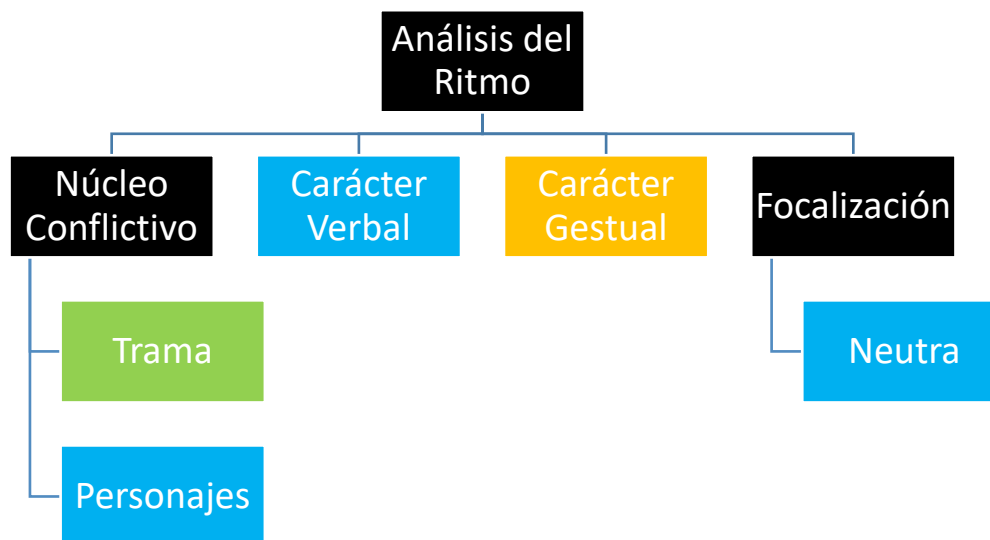 Análisis del
Ritmo
Núcleo
Conflictivo
Carácter
Verbal
Carácter
Gestual
Focalización
Trama
Neutra
Personajes